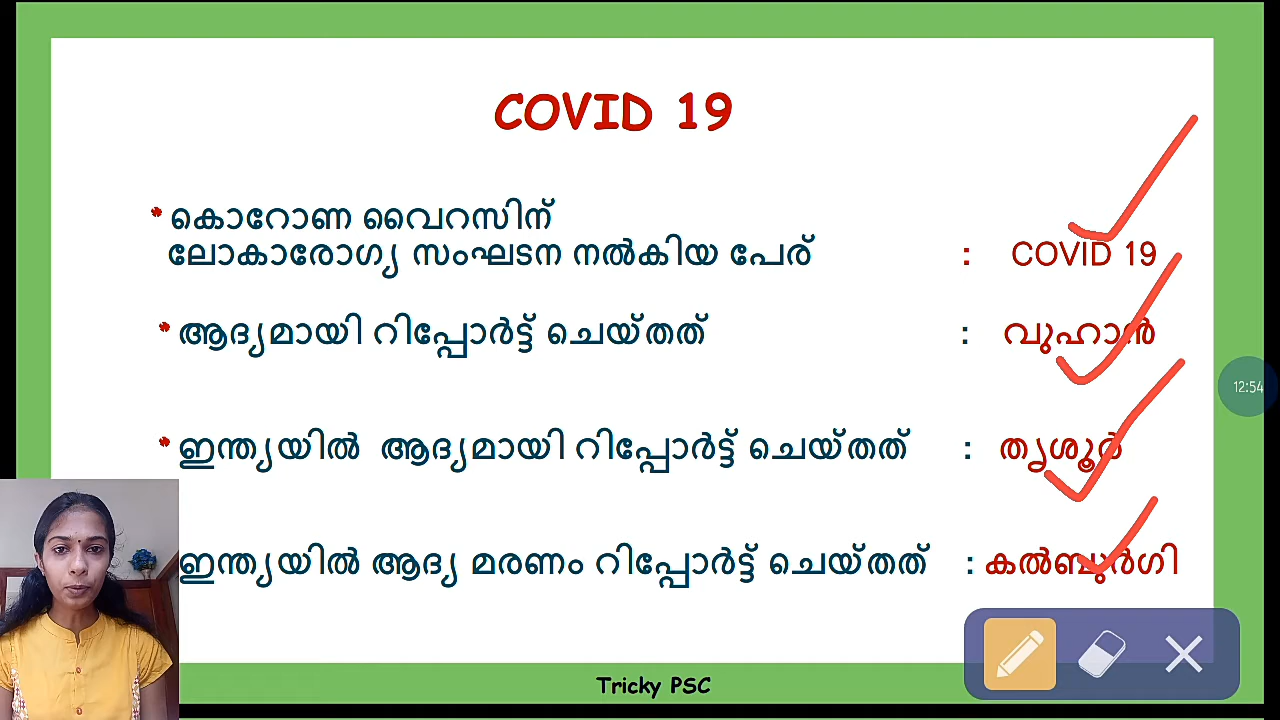 COVID 19
* കൊറോണ വൈറസിന്
ലോകാരോഗ്യ സംഘടന നൽകിയ പേര് : COVID 19
* ആദ്യമായി റിപ്പോർട്ട് ചെയ്തത് : വുഹാൻ
* ഇന്ത്യയിൽ ആദ്യമായി റിപ്പോർട്ട് ചെയ്തത് : തൃശൂർ
ഇന്ത്യയിൽ ആദ്യ മരണം റിപ്പോർട്ട് ചെയ്തത് : കൽബുർഗി
12:54
Tricky PSC